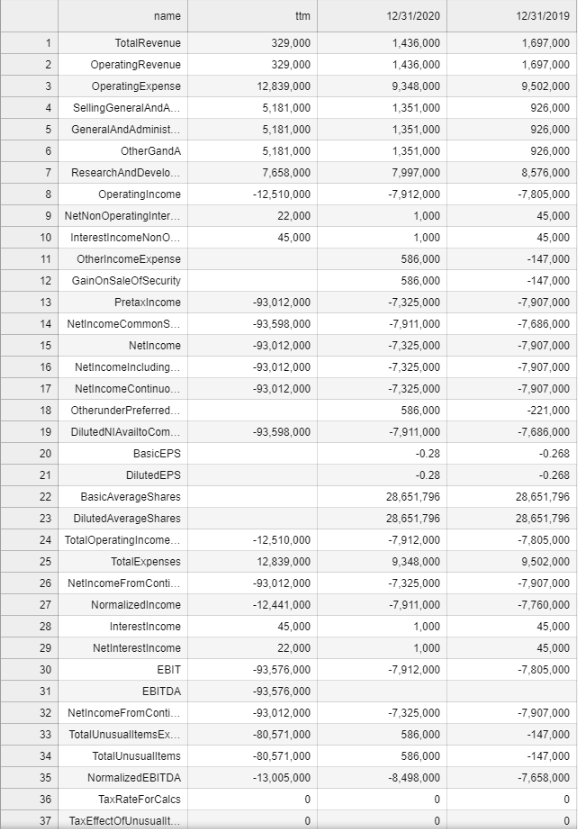 name ttm 12/31/2020 12/31/2019
1 TotalRevenue 329,000 1,436,000 1,697,000
2 OperatingRevenue 329,000 1,436,000 1,697,000
3 OperatingExpense 12,839,000 9,348,000 9,502,000
4 SellingGeneralAndA... 5,181,000 1,351,000 926,000
5 GeneralAndAdminist... 5,181,000 1,351,000 926,000
6 OtherGandA 5,181,000 1,351,000 926,000
7 ResearchAndDevelo... 7,658,000 7,997,000 8,576,000
8 OperatingIncome -12,510,000 -7,912,000 -7,805,000
9 NetNonOperatingInter... 22,000 1,000 45,000
10 InterestIncomeNonO... 45,000 1,000 45,000
11 OtherIncomeExpense 586,000 -147,000
12 GainOnSaleOfSecurity 586,000 -147,000
13 PretaxIncome -93,012,000 -7,325,000 -7,907,000
14 NetIncomeCommonS... -93,598,000 -7,911,000 -7,686,000
15 NetIncome -93,012,000 -7,325,000 -7,907,000
16 NetIncomeIncluding... -93,012,000 -7,325,000 -7,907,000
17 NetIncomeContinuo... -93,012,000 -7,325,000 -7,907,000
18 OtherunderPreferred... 586,000 -221,000
19 DilutedNIAvailtoCom... -93,598,000 -7,911,000 -7,686,000
20 BasicEPS -0.28 -0.268
21 DilutedEPS -0.28 -0.268
22 BasicAverageShares 28,651,796 28,651,796
23 DilutedAverageShares 28,651,796 28,651,796
24 TotalOperatingIncome... -12,510,000 -7,912,000 -7,805,000
25 TotalExpenses 12,839,000 9,348,000 9,502,000
26 NetIncomeFromConti... -93,012,000 -7,325,000 -7,907,000
27 NormalizedIncome -12,441,000 -7,911,000 -7,760,000
28 InterestIncome 45,000 1,000 45,000
29 NetInterestIncome 22,000 1,000 45,000
30 EBIT -93,576,000 -7,912,000 -7,805,000
31 EBITDA -93,576,000
32 NetIncomeFromConti... -93,012,000 -7,325,000 -7,907,000
33 TotalUnusualItemsEx... -80,571,000 586,000 -147,000
34 TotalUnusualItems -80,571,000 586,000 -147,000
35 NormalizedEBITDA -13,005,000 -8,498,000 -7,658,000
36 TaxRateForCalcs 0 0 0
37 TaxEffectOfUnusualIt... 0 0 0